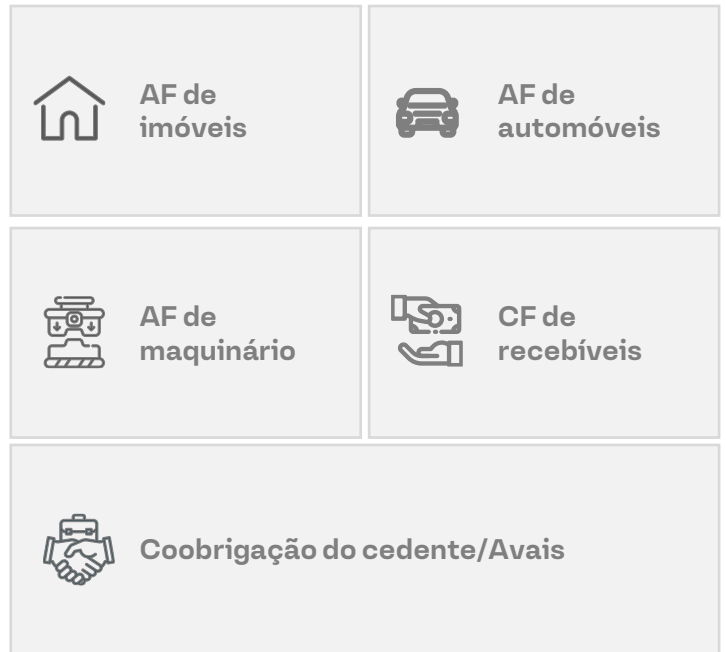 AF de
imóveis
AF de
automóveis
AF de
maquinário
CF de
recebíveis
Coobrigação do cedente/Avais